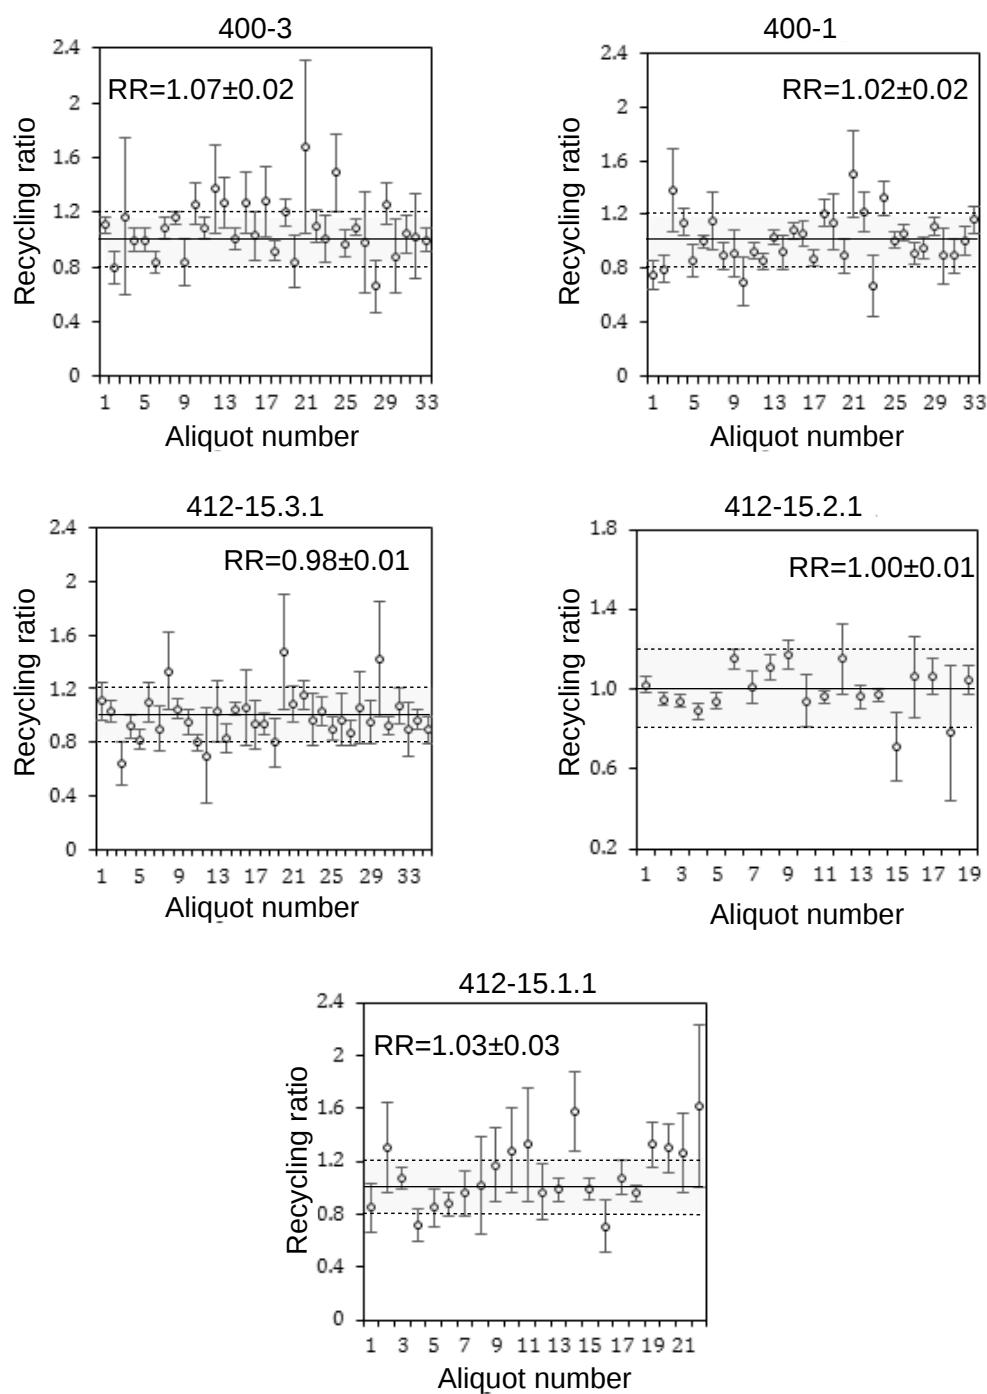 400-3
2.4
2
1.6
1.2
0.8
0.4
0
RR=1.07±0.02
Recycling ratio
1 5 9 13 17 21 25 29 33
Aliquot number
400-1
2.4
2
1.6
1.2
0.8
0.4
0
RR=1.02±0.02
Recycling ratio
1 5 9 13 17 21 25 29 33
Aliquot number
412-15.3.1
2.4
2
1.6
1.2
0.8
0.4
0
RR=0.98±0.01
Recycling ratio
1 5 9 13 17 21 25 29 33
Aliquot number
412-15.2.1
1.8
1.4
1.0
0.6
0.2
RR=1.00±0.01
Recycling ratio
1 3 5 7 9 11 13 15 17 19
Aliquot number
412-15.1.1
2.4
2
1.6
1.2
0.8
0.4
0
RR=1.03±0.03
Recycling ratio
1 3 5 7 9 11 13 15 17 19 21
Aliquot number